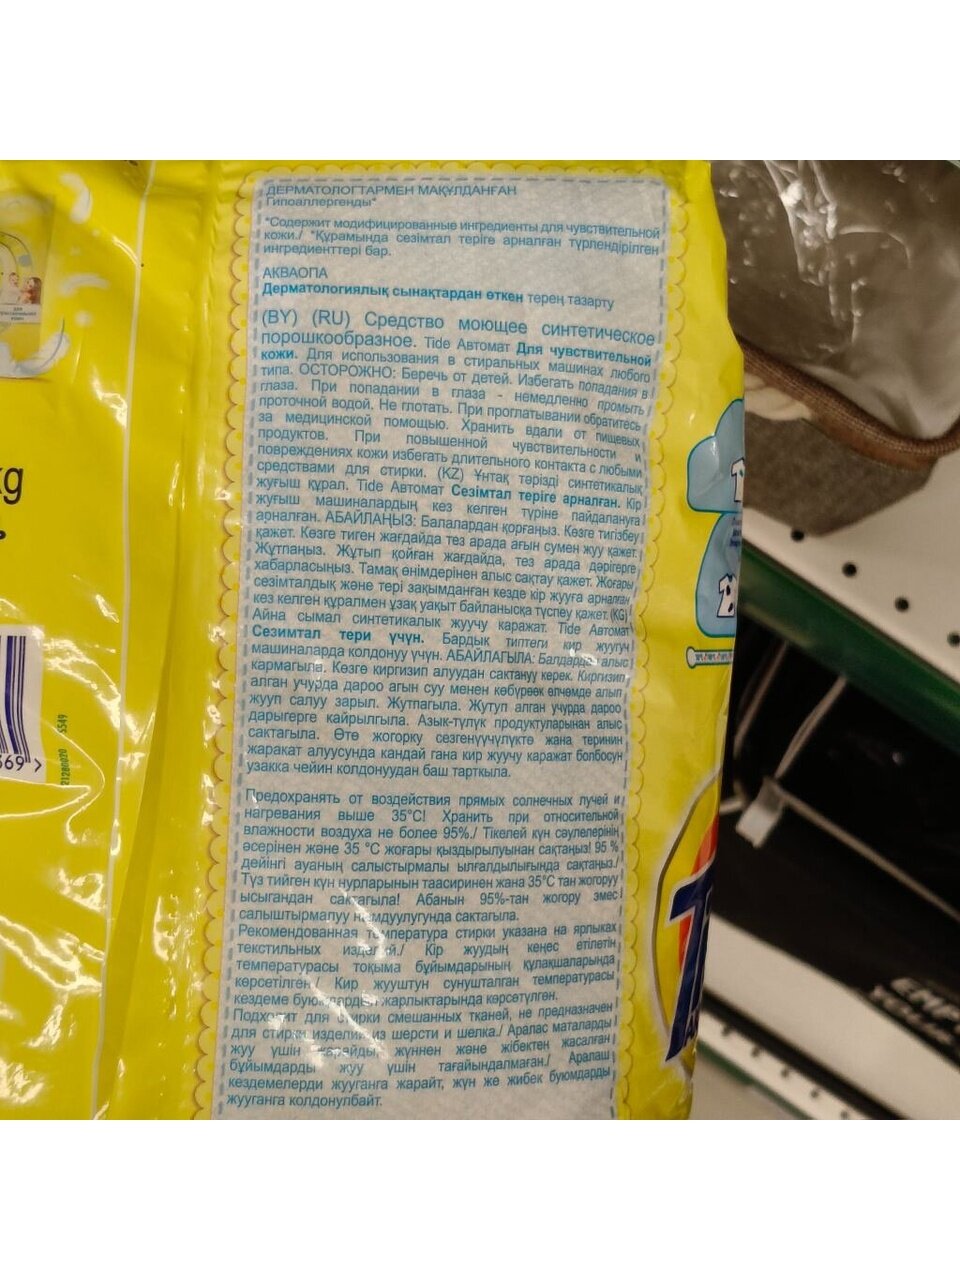 ДЕРМАТОЛОГТАРМЕН МАҚҰЛДАНҒАН
Гипоаллергенды*
*Содержит модифицированные ингредиенты для чувствительной
кожи./ *Құрамында сезімтал теріге арналған түрлендірілген
ингредиенттері бар.
АКВАОПА
Дерматологиялық сынақтардан өткен терең тазарту
(BY) (RU) Средство моющее синтетическое
порошкообразное. Tide Автомат Для чувствительной
кожи. Для использования в стиральных машинах любого
типа. ОСТОРОЖНО: Беречь от детей. Избегать попадания в
глаза. При попадании в глаза - немедленно промыть
проточной водой. Не глотать. При проглатывании обратитесь
за медицинской помощью. Хранить вдали от пищевых
продуктов. При повышенной чувствительности и
повреждениях кожи избегать длительного контакта с любыми
средствами для стирки. (KZ) Ұнтақ тәрізді синтетикалық
жуғыш құрал. Tide Автомат Сезімтал теріге арналған. Кір
жуғыш машиналардың кез келген түріне пайдалануға
арналған. АБАЙЛАҢЫЗ: Балалардан қорғаңыз. Көзге тигізбеу
қажет. Көзге тиген жағдайда тез арада ағын сумен жуу қажет.
Жұтпаңыз. Жұтып қойған жағдайда, тез арада дәрігерге
хабарласыңыз. Тамақ өнімдерінен алыс сақтау қажет. Жоғары
сезімталдық және тері зақымданған кезде кір жууға арналған
кез келген құралмен ұзақ уақыт байланысқа түспеу қажет. (KG)
Айна сымал синтетикалык жуучу каражат. Tide Автомат
Сезимтал тери үчүн. Бардык типтеги кир жуугуч
машиналарда колдонуу үчүн. АБАЙЛАГЫЛА: Балдардан алыс
кармагыла. Көзге киргизип алуудан сактануу керек. Киргизип
алган учурда дароо агын суу менен көбүрөөк өлчөмдө алып
жууп салуу зарыл. Жутпагыла. Жутуп алган учурда дароо
дарыгерге кайрылгыла. Азык-түлүк продуктуларынан алыс
сактагыла. Өтө жогорку сезгенүүчүлүктө жана теринин
жаракат алуусунда кандай гана кир жуучу каражат болбосун
узакка чейин колдонуудан баш тарткыла.
Предохранять от воздействия прямых солнечных лучей и
нагревания выше 35°C! Хранить при относительной
влажности воздуха не более 95%./ Тікелей күн сәулелерінің
әсерінен және 35 °C жоғары қыздырылуынан сақтаңыз! 95 %
дейінгі ауаның салыстырмалы ылғалдылығында сақтаңыз./
Түз тийген күн нурларынын таасиринен жана 35°C тан жогоруу
ысыгандан сактагыла! Абанын 95%-тан жогору эмес
салыштырмалуу нымдуулугунда сактагыла.
Рекомендованная температура стирки указана на ярлыках
текстильных изделий./ Кір жуудың кеңес етілетін
температурасы тоқыма бұйымдарының құлақшаларында
көрсетілген./ Кир жууштун сунушталган температурасы
кездеме буюмдардын жарлыктарында көрсөтүлгөн.
Подходит для стирки смешанных тканей, не предназначен
для стирки изделий из шерсти и шелка./ Аралас маталарды
жуу үшін жарайды, жүннен және жібектен жасалған
бұйымдарды жуу үшін тағайындалмаған./ Аралаш
кездемелерди жууганга жарайт, жүн же жибек буюмдарды
жууганга колдонулбайт.
kg
569
21280020 5549